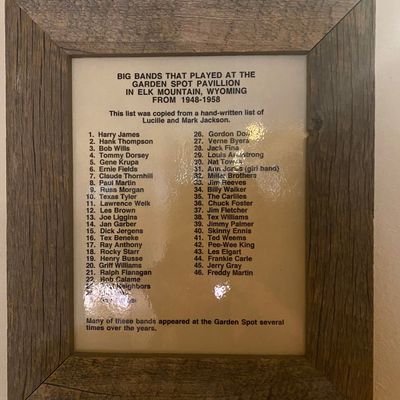 BIG BANDS THAT PLAYED AT THE
GARDEN SPOT PAVILLION
IN ELK MOUNTAIN, WYOMING
FROM 1948-1958
This list was copied from a hand-written list of
Lucille and Mark Jackson.
1. Harry James
2. Hank Thompson
3. Bob Wills
4. Tommy Dorsey
5. Gene Krupa
6. Ernie Fields
7. Claude Thornhill
8. Paul Martin
9. Russ Morgan
10. Texas Tyler
11. Lawrence Welk
12. Les Brown
13. Joe Liggins
14. Jan Garber
15. Dick Jergens
16. Tex Beneke
17. Ray Anthony
18. Rocky Starr
19. Henry Busse
20. Griff Williams
21. Ralph Flanagan
22. Bob Calame
Neighbors
26. Gordon
27. Verne Byers
28. Jack Fina
29. Louis Armstrong
30. Nat Towles
31. Ann Jones (girl band)
32. Miller Brothers
33. Jim Reeves
34. Billy Walker
35. The Carliles
36. Chuck Foster
37. Jim Fletcher
38. Tex Williams
39. Jimmy Palmer
40. Skinny Ennis
41. Ted Weems
42. Pee-Wee King
43. Les Elgart
44. Frankie Carle
45. Jerry Gray
46. Freddy Martin
Many of these bands appeared at the Garden Spot several
times over the years.